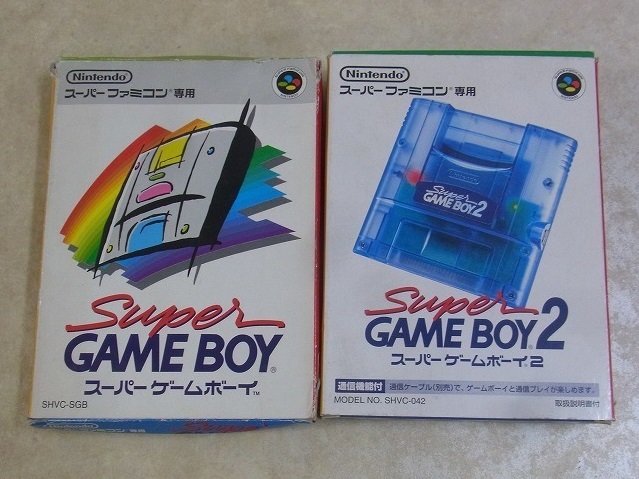 Nintendo
スーパーファミコン®専用
Super
GAME BOY®
スーパーゲームボーイ™
SHVC-SGB
Nintendo
スーパーファミコン®専用
Super
GAME BOY2
Super
GAME BOY®2
スーパーゲームボーイ2
通信機能付 通信ケーブル(別売)で、ゲームボーイと通信プレイが楽しめます。
MODEL NO. SHVC-042
取扱説明書付